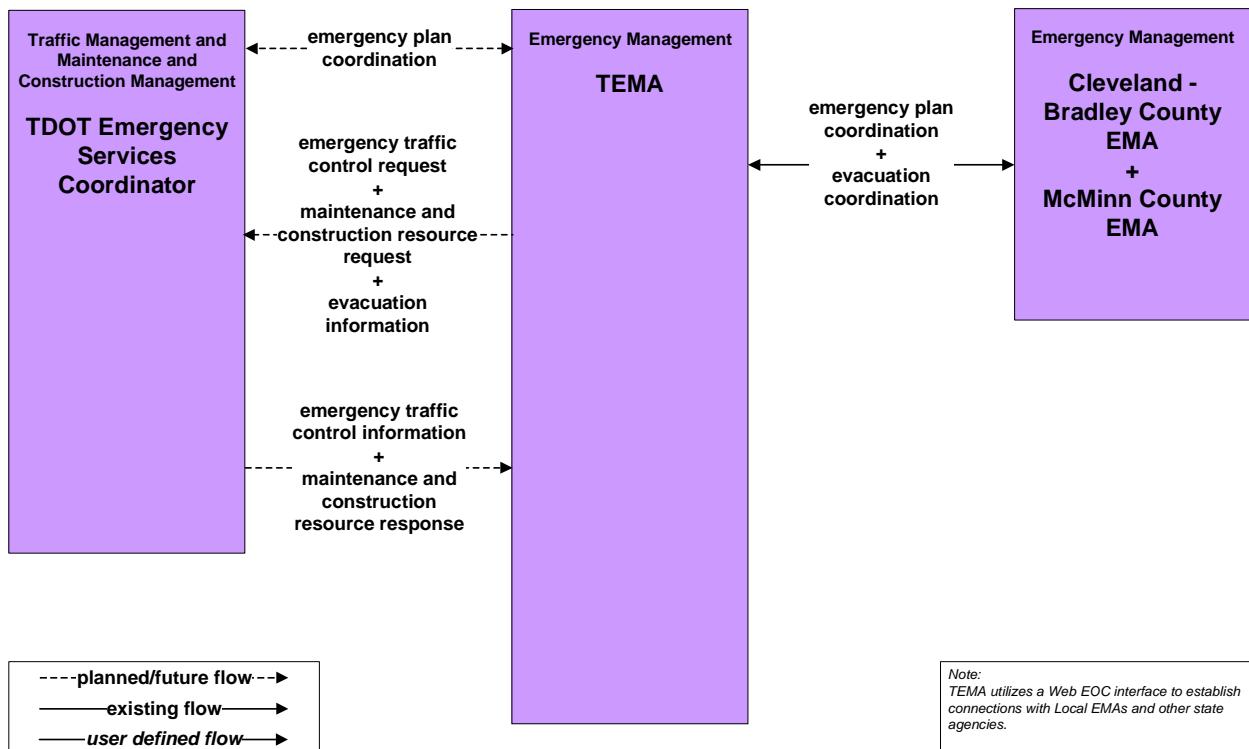 Traffic Management and
Maintenance and
Construction Management
TDOT Emergency
Services
Coordinator
emergency plan
coordination
emergency traffic
control request
+
maintenance and
construction resource
request
+
evacuation
information
emergency traffic
control information
+
maintenance and
construction
resource response
Emergency Management
TEMA
emergency plan
coordination
+
evacuation
coordination
Emergency Management
Cleveland -
Bradley County
EMA
+
McMinn County
EMA
planned/future flow
existing flow
user defined flow
Note:
TEMA utilizes a Web EOC interface to establish
connections with Local EMAs and other state
agencies.